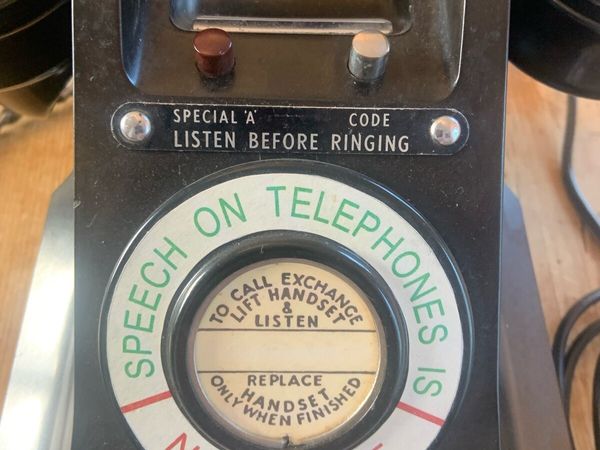 SPECIAL 'A' CODE
LISTEN BEFORE RINGING
SPEECH ON TELEPHONES IS
TO CALL EXCHANGE
LIFT HANDSET
&
LISTEN
REPLACE
HANDSET
ONLY WHEN FINISHED